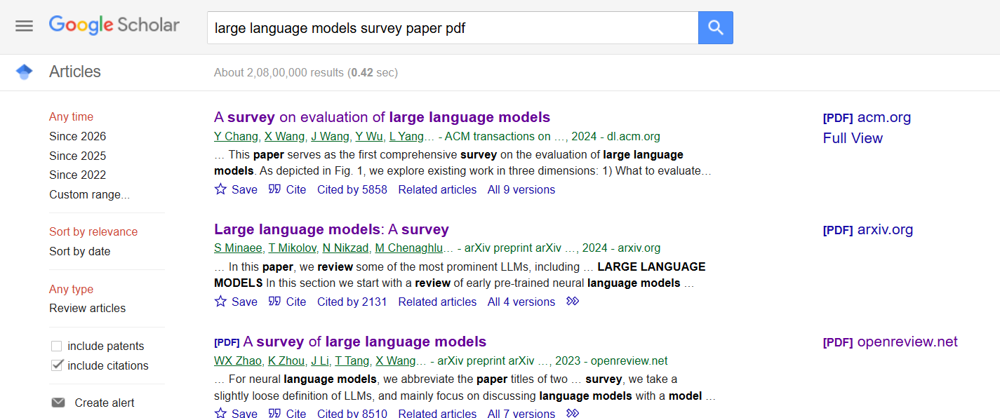 Google Scholar
large language models survey paper pdf
Articles
About 2,08,00,000 results (0.42 sec)
Any time
Since 2026
Since 2025
Since 2022
Custom range...
Sort by relevance
Sort by date
Any type
Review articles
include patents
include citations
Create alert
A survey on evaluation of large language models
Y Chang, X Wang, J Wang, Y Wu, L Yang… - ACM transactions on …, 2024 - dl.acm.org
… This paper serves as the first comprehensive survey on the evaluation of large language
models. As depicted in Fig. 1, we explore existing work in three dimensions: 1) What to evaluate…
Save Cite Cited by 5858 Related articles All 9 versions
[PDF] acm.org
Full View
Large language models: A survey
S Minaee, T Mikolov, N Nikzad, M Chenaghlu… - arXiv preprint arXiv …, 2024 - arxiv.org
… In this paper, we review some of the most prominent LLMs, including … LARGE LANGUAGE
MODELS In this section we start with a review of early pre-trained neural language models …
Save Cite Cited by 2131 Related articles All 4 versions
[PDF] arxiv.org
[PDF] A survey of large language models
WX Zhao, K Zhou, J Li, T Tang, X Wang… - arXiv preprint arXiv …, 2023 - openreview.net
… For neural language models, we abbreviate the paper titles of two … survey, we take a
slightly loose definition of LLMs, and mainly focus on discussing language models with a model …
Save Cite Cited by 8510 Related articles All 7 versions
[PDF] openreview.net